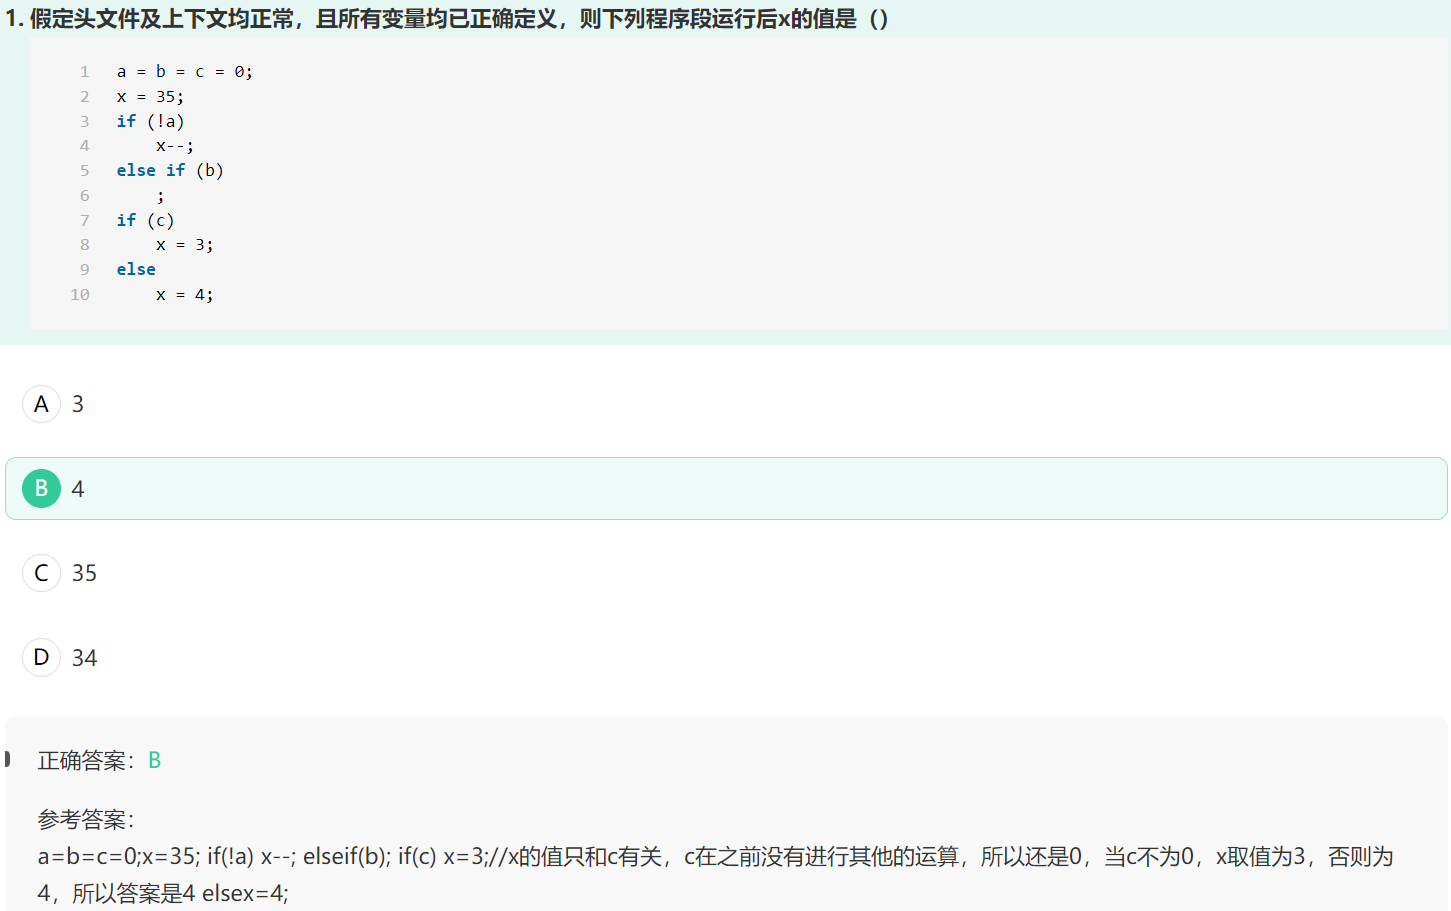 1. 假定头文件及上下文均正常，且所有变量均已正确定义，则下列程序段运行后x的值是（）
1 a = b = c = 0;
2 x = 35;
3 if (!a)
4 x--;
5 else if (b)
6 ;
7 if (c)
8 x = 3;
9 else
10 x = 4;
A 3
B 4
C 35
D 34
正确答案：B
参考答案：
a=b=c=0;x=35; if(!a) x--; elseif(b); if(c) x=3;//x的值只和c有关，c在之前没有进行其他的运算，所以还是0，当c不为0，x取值为3，否则为
4，所以答案是4 elsex=4;